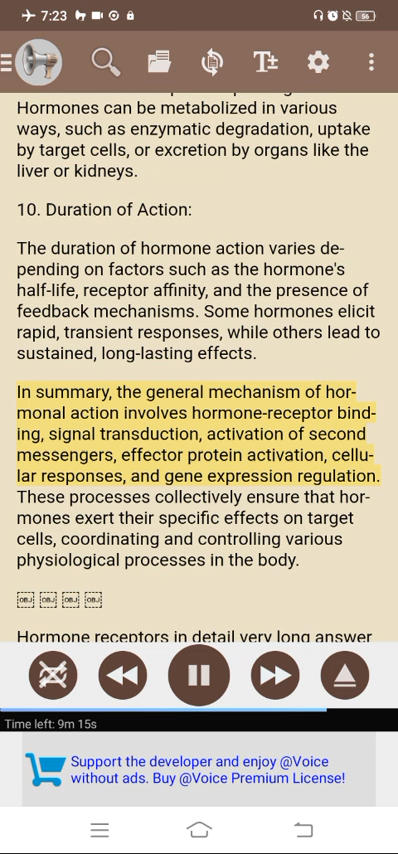 7:23
56
T±
Hormones can be metabolized in various
ways, such as enzymatic degradation, uptake
by target cells, or excretion by organs like the
liver or kidneys.
10. Duration of Action:
The duration of hormone action varies de-
pending on factors such as the hormone's
half-life, receptor affinity, and the presence of
feedback mechanisms. Some hormones elicit
rapid, transient responses, while others lead to
sustained, long-lasting effects.
In summary, the general mechanism of hor-
monal action involves hormone-receptor bind-
ing, signal transduction, activation of second
messengers, effector protein activation, cellu-
lar responses, and gene expression regulation.
These processes collectively ensure that hor-
mones exert their specific effects on target
cells, coordinating and controlling various
physiological processes in the body.
OBJ OBJ OBJ OBJ
Hormone receptors in detail very long answer
Time left: 9m 15s
Support the developer and enjoy @Voice
without ads. Buy @Voice Premium License!